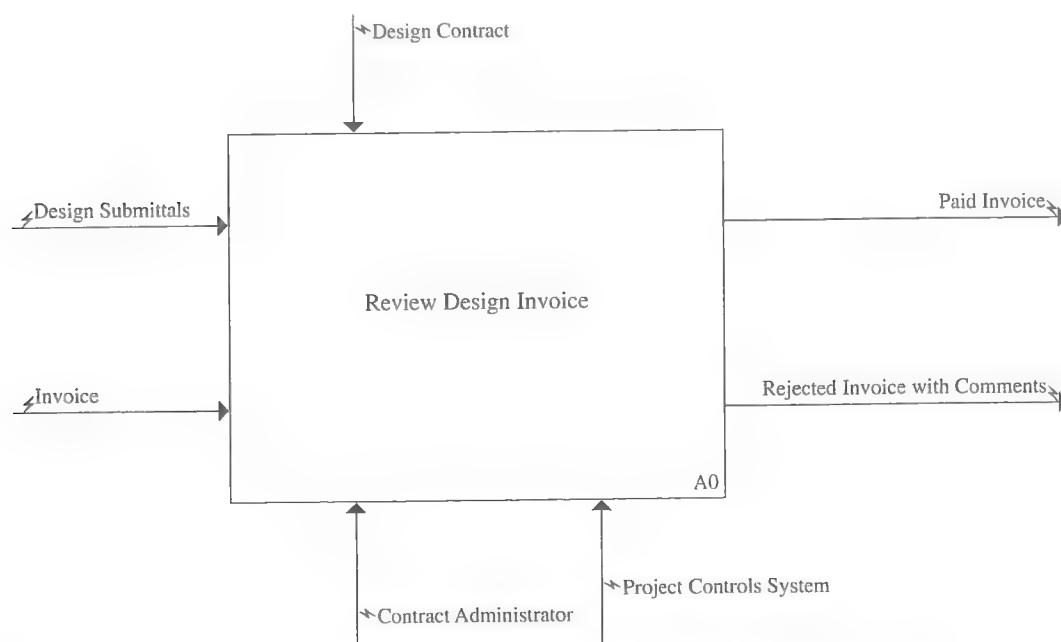 Design Contract
Design Submittals
Paid Invoice
Review Design Invoice
Invoice
Rejected Invoice with Comments
A0
Project Controls System
Contract Administrator